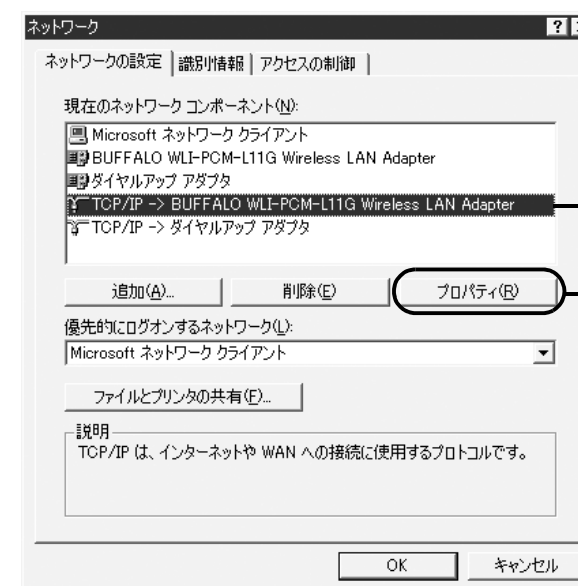 ネットワーク
ネットワークの設定 識別情報 アクセスの制御
現在のネットワーク コンポーネント(N):
Microsoft ネットワーク クライアント
BUFFALO WLI-PCM-L11G Wireless LAN Adapter
ダイヤルアップ アダプタ
TCP/IP -> BUFFALO WLI-PCM-L11G Wireless LAN Adapter
TCP/IP -> ダイヤルアップ アダプタ
追加(A)... 削除(E) プロパティ(R)
優先的にログオンするネットワーク(L):
Microsoft ネットワーク クライアント
ファイルとプリンタの共有(F)...
説明
TCP/IP は、インターネットや WAN への接続に使用するプロトコルです。
OK キャンセル